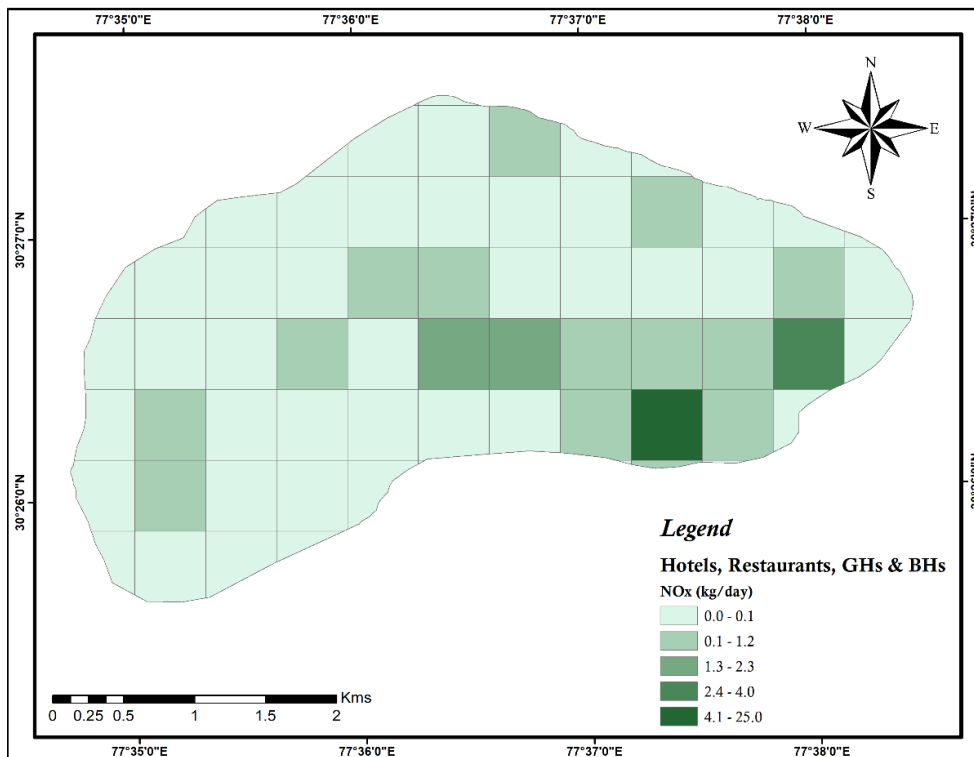 77°35'0"E 77°36'0"E 77°37'0"E 77°38'0"E
N
W E
S
30°27'0"N
30°26'0"N
Legend
Hotels, Restaurants, GHs & BHs
NOx (kg/day)
0.0 - 0.1
0.1 - 1.2
1.3 - 2.3
2.4 - 4.0
4.1 - 25.0
Kms
0 0.25 0.5 1 1.5 2
77°35'0"E 77°36'0"E 77°37'0"E 77°38'0"E